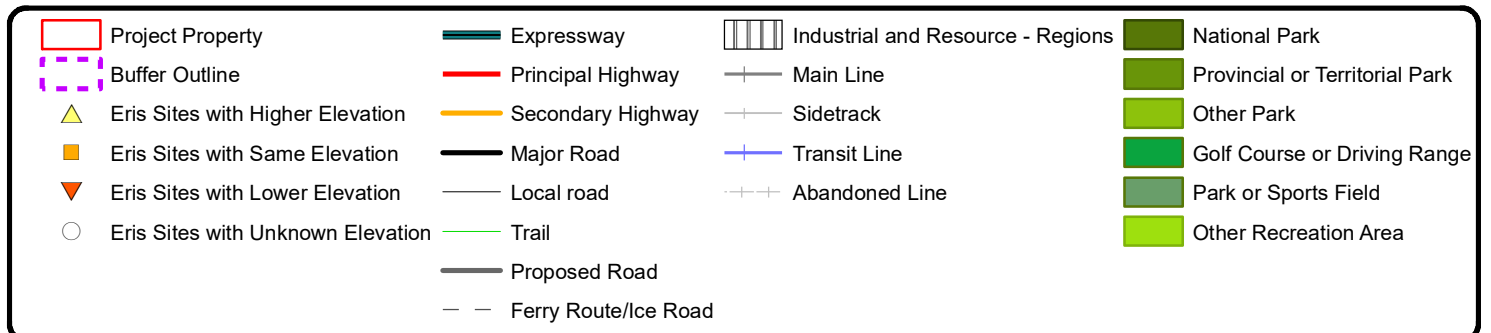 Project Property
Buffer Outline
Eris Sites with Higher Elevation
Eris Sites with Same Elevation
Eris Sites with Lower Elevation
Eris Sites with Unknown Elevation
Expressway
Principal Highway
Secondary Highway
Major Road
Local road
Trail
Proposed Road
Ferry Route/Ice Road
Industrial and Resource - Regions
Main Line
Sidetrack
Transit Line
Abandoned Line
National Park
Provincial or Territorial Park
Other Park
Golf Course or Driving Range
Park or Sports Field
Other Recreation Area